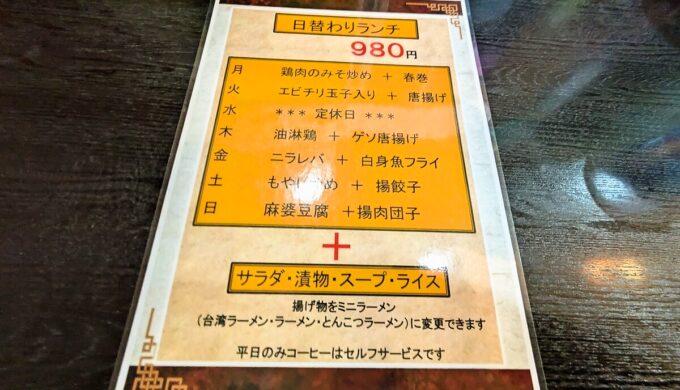 日替わりランチ
980円
月 鶏肉のみそ炒め + 春巻
火 エビチリ玉子入り + 唐揚げ
水 *** 定休日 ***
木 油淋鶏 + ゲソ唐揚げ
金 ニラレバ + 白身魚フライ
土 もやし炒め + 揚餃子
日 麻婆豆腐 +揚肉団子
+
サラダ・漬物・スープ・ライス
揚げ物をミニラーメン
(台湾ラーメン・ラーメン・とんこつラーメン)に変更できます
平日のみコーヒーはセルフサービスです